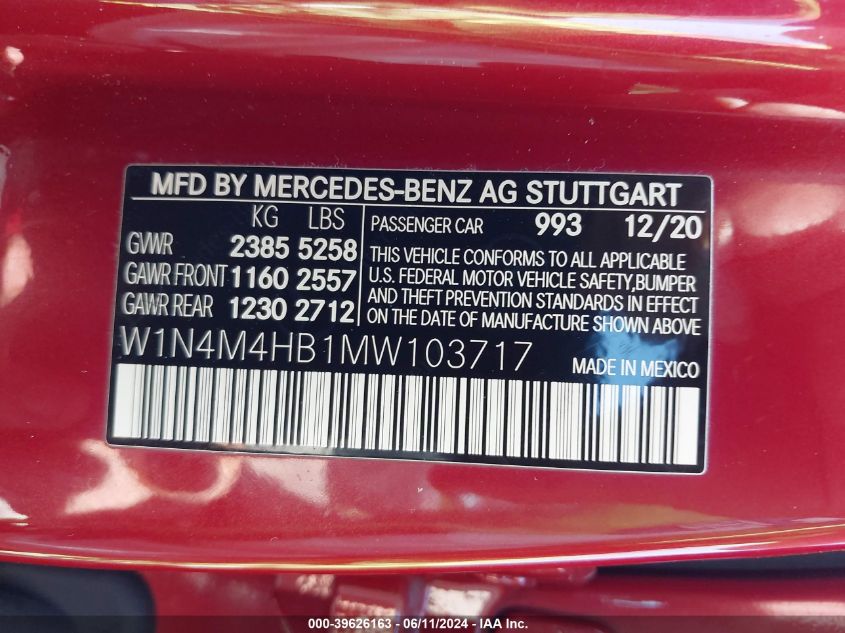 MFD BY MERCEDES-BENZ AG STUTTGART
KG LBS
GVWR 2385 5258
GAWR FRONT 1160 2557
GAWR REAR 1230 2712
PASSENGER CAR 993 12/20
THIS VEHICLE CONFORMS TO ALL APPLICABLE
U.S. FEDERAL MOTOR VEHICLE SAFETY,BUMPER
AND THEFT PREVENTION STANDARDS IN EFFECT
ON THE DATE OF MANUFACTURE SHOWN ABOVE
W1N4M4HB1MW103717
MADE IN MEXICO
000-39626163 - 06/11/2024 - IAA Inc.